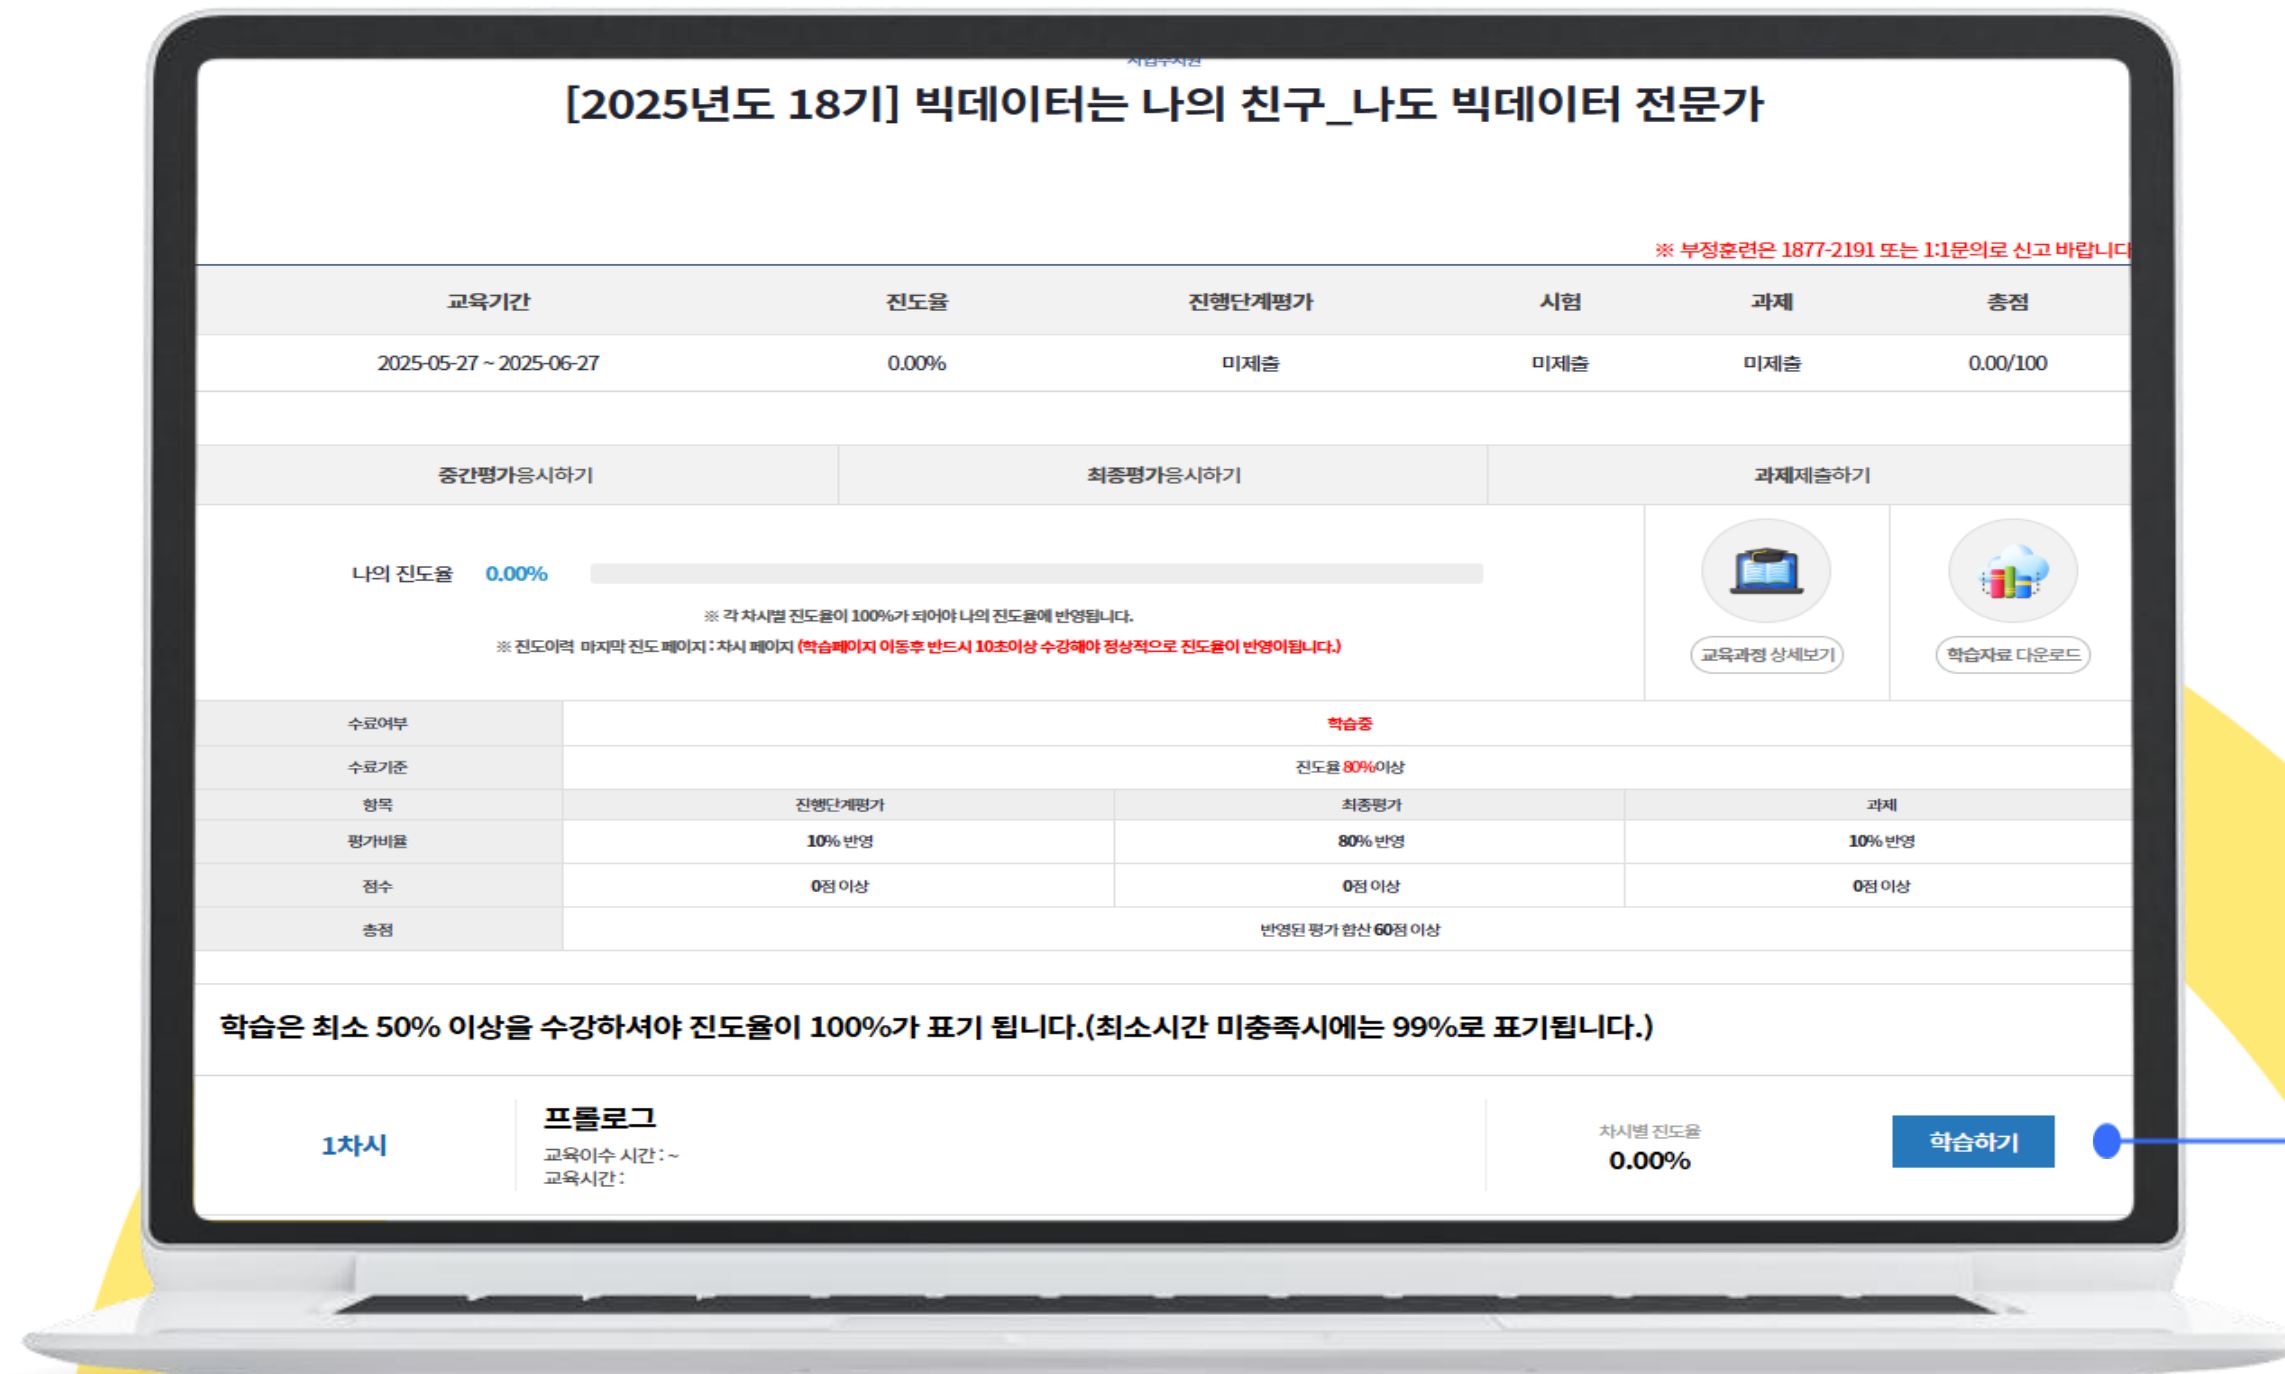 [2025년도 18기] 빅데이터는 나의 친구_나도 빅데이터 전문가
※ 부정훈련은 1877-2191 또는 1:1문의로 신고 바랍니다
교육기간 진도율 진행단계평가 시험 과제 총점
2025-05-27 ~ 2025-06-27 0.00% 미제출 미제출 미제출 0.00/100
중간평가응시하기 최종평가응시하기 과제제출하기
나의 진도율 0.00%
※ 각 차시별 진도율이 100%가 되어야 나의 진도율에 반영됩니다.
※ 진도이력 마지막 진도 페이지 : 차시 페이지 (학습페이지 이동후 반드시 10초이상 수강해야 정상적으로 진도율이 반영이됩니다.)
교육과정 상세보기 학습자료 다운로드
수료여부 학습중
수료기준 진도율 80%이상
항목 진행단계평가 최종평가 과제
평가비율 10% 반영 80% 반영 10% 반영
점수 0점 이상 0점 이상 0점 이상
총점 반영된 평가 합산 60점 이상
학습은 최소 50% 이상을 수강하셔야 진도율이 100%가 표기 됩니다.(최소시간 미충족시에는 99%로 표기됩니다.)
1차시
프롤로그
교육이수 시간 : ~
교육시간 :
차시별 진도율
0.00%
학습하기